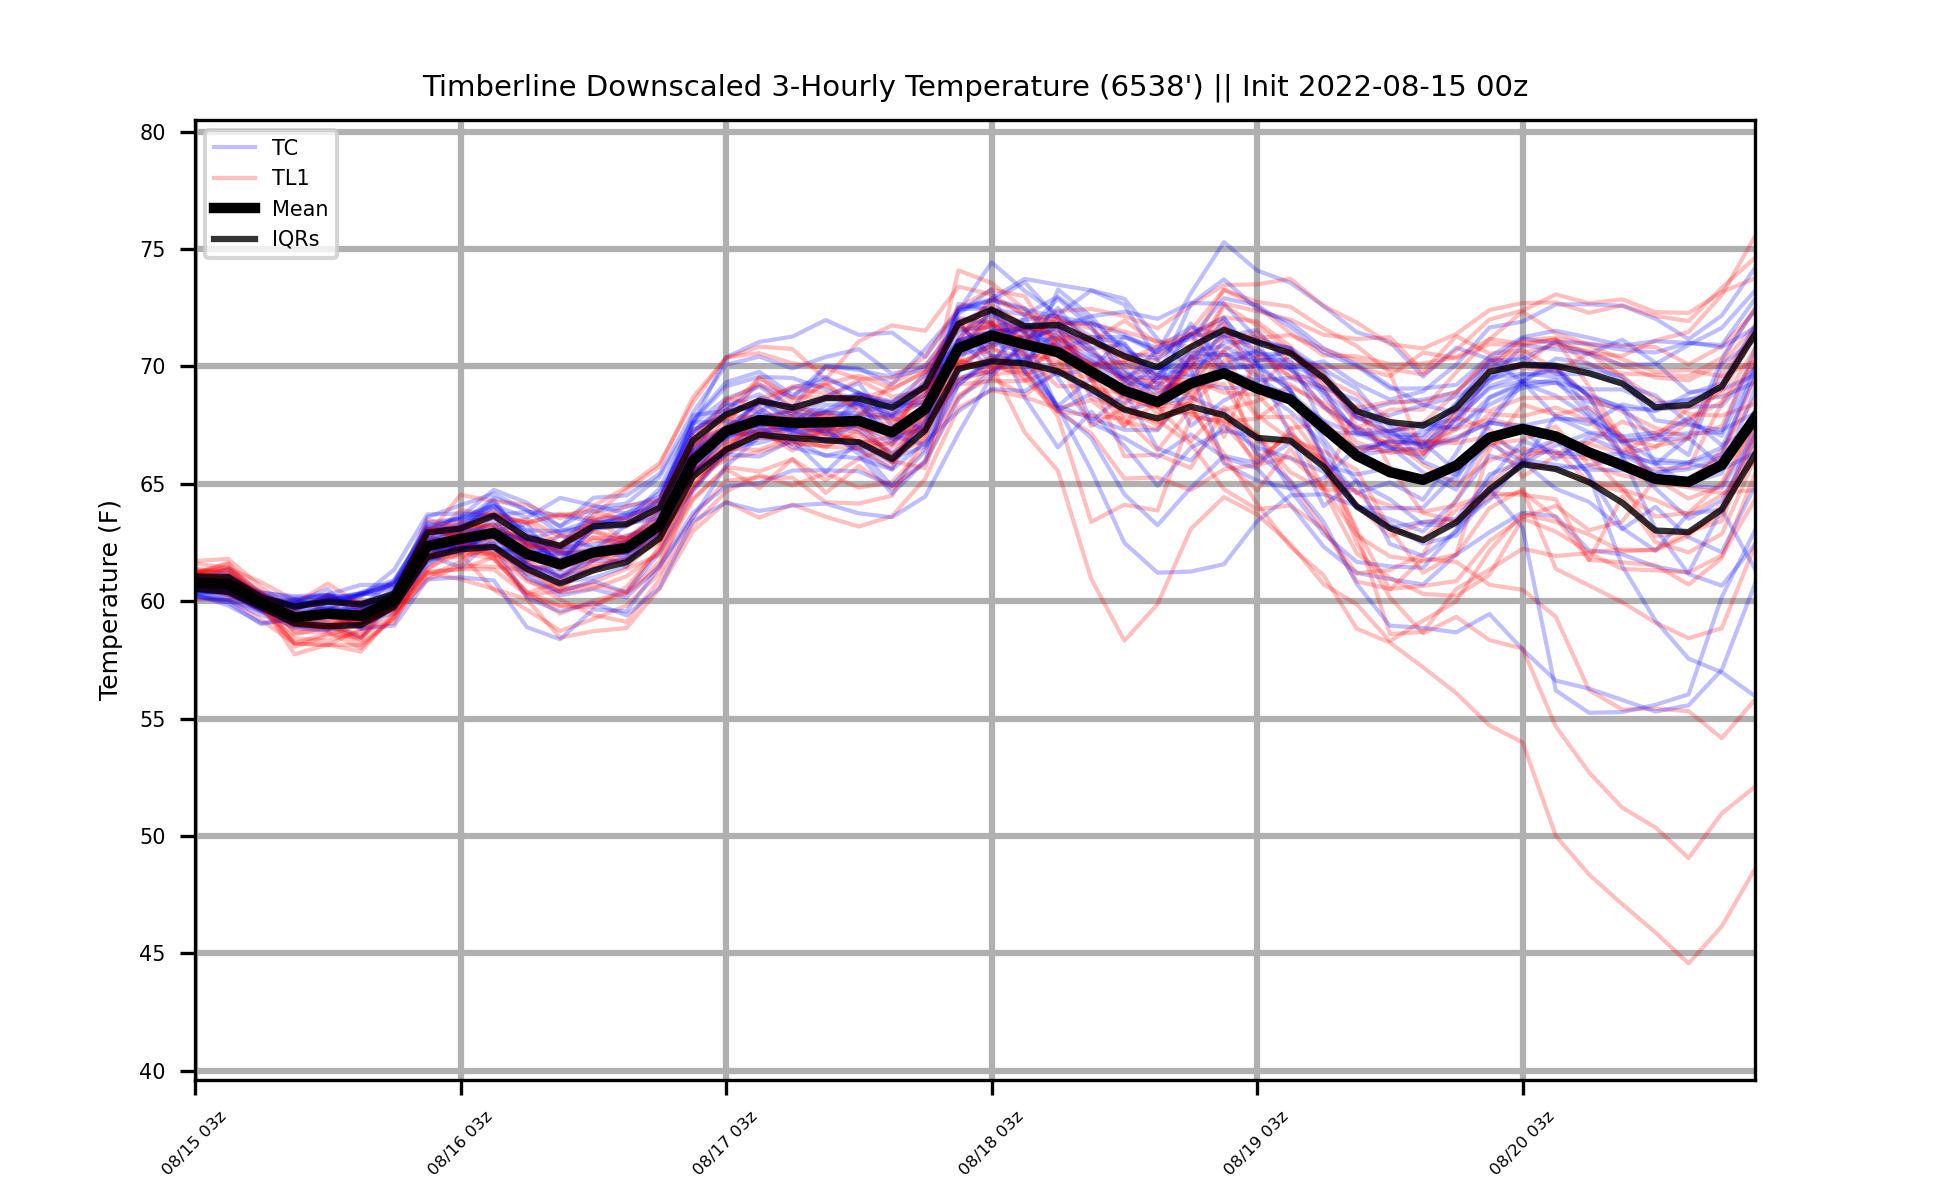 Timberline Downscaled 3-Hourly Temperature (6538') || Init 2022-08-15 00z
TC
TL1
Mean
IQRs
Temperature (F)
80
75
70
65
60
55
50
45
40
08/15 03z
08/16 03z
08/17 03z
08/18 03z
08/19 03z
08/20 03z